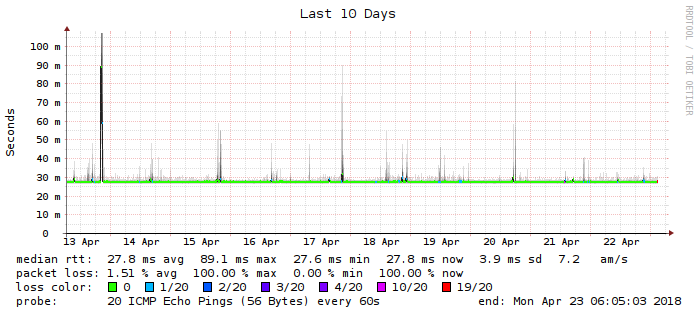 Last 10 Days
RRDTOOL / TOBI OETIKER
Seconds
100 m
90 m
80 m
70 m
60 m
50 m
40 m
30 m
20 m
10 m
0
13 Apr 14 Apr 15 Apr 16 Apr 17 Apr 18 Apr 19 Apr 20 Apr 21 Apr 22 Apr
median rtt: 27.8 ms avg 89.1 ms max 27.6 ms min 27.8 ms now 3.9 ms sd 7.2 am/s
packet loss: 1.51 % avg 100.00 % max 0.00 % min 100.00 % now
loss color: 0 1/20 2/20 3/20 4/20 10/20 19/20
probe: 20 ICMP Echo Pings (56 Bytes) every 60s end: Mon Apr 23 06:05:03 2018